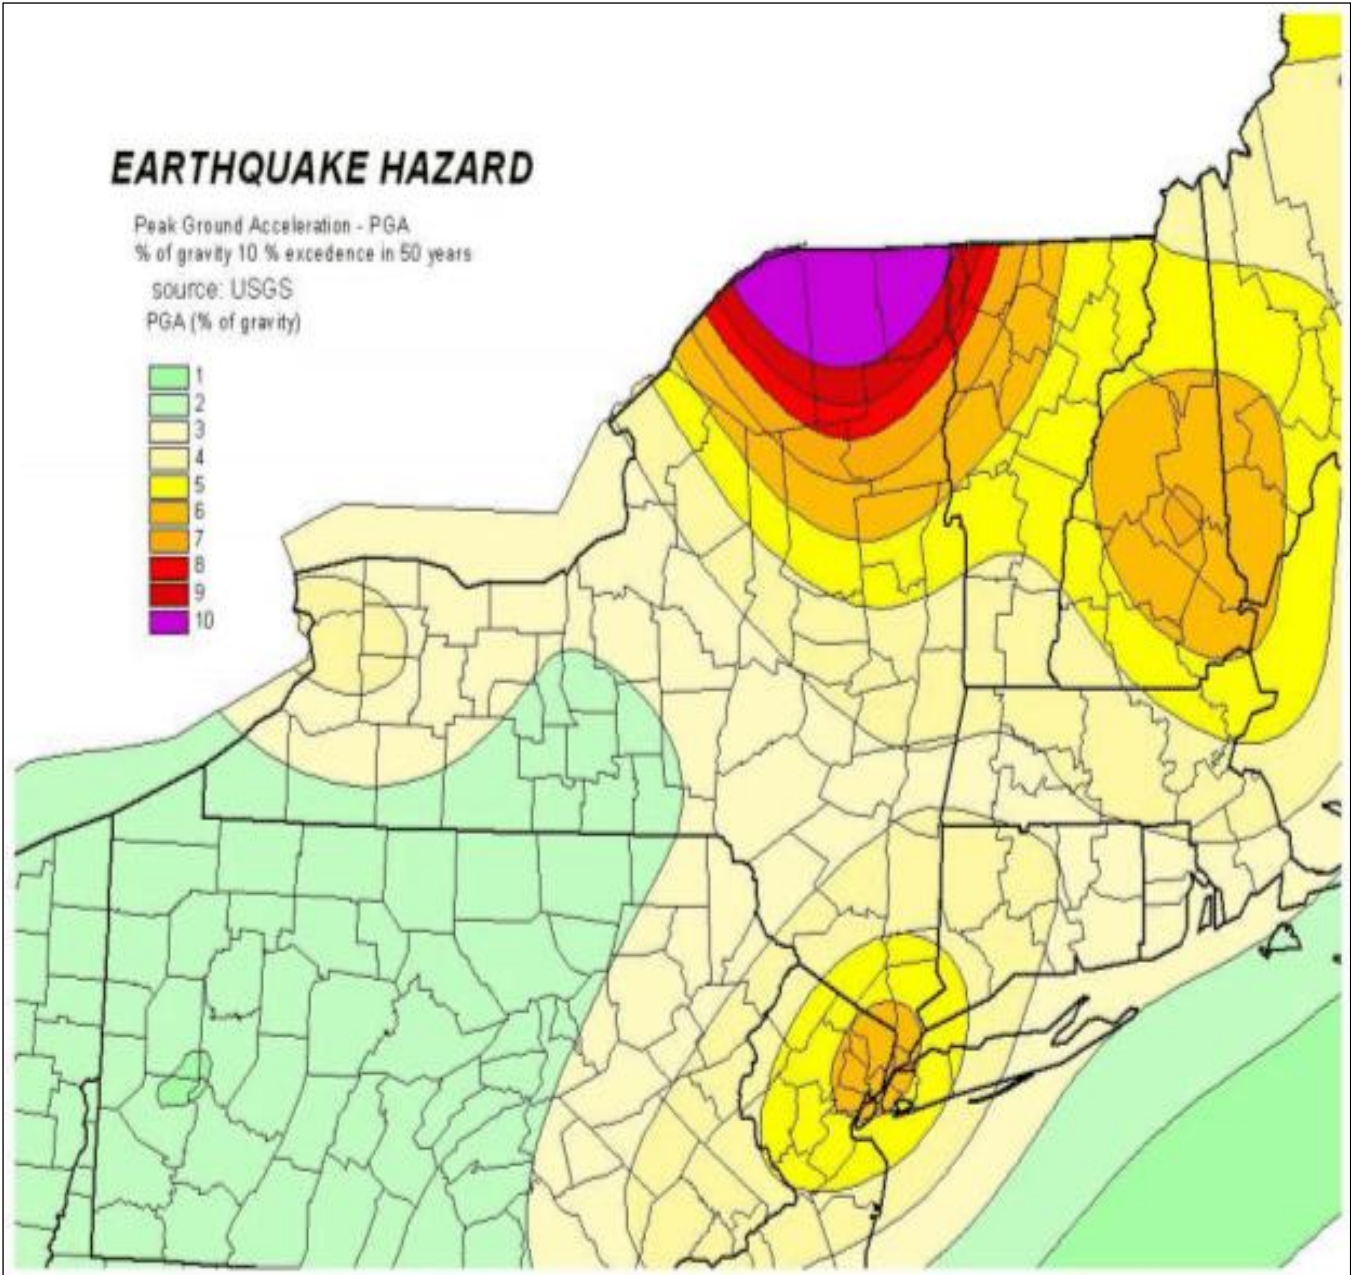 EARTHQUAKE HAZARD
Peak Ground Acceleration - PGA
% of gravity 10 % excedence in 50 years
source: USGS
PGA (% of gravity)
1
2
3
4
5
6
7
8
9
10